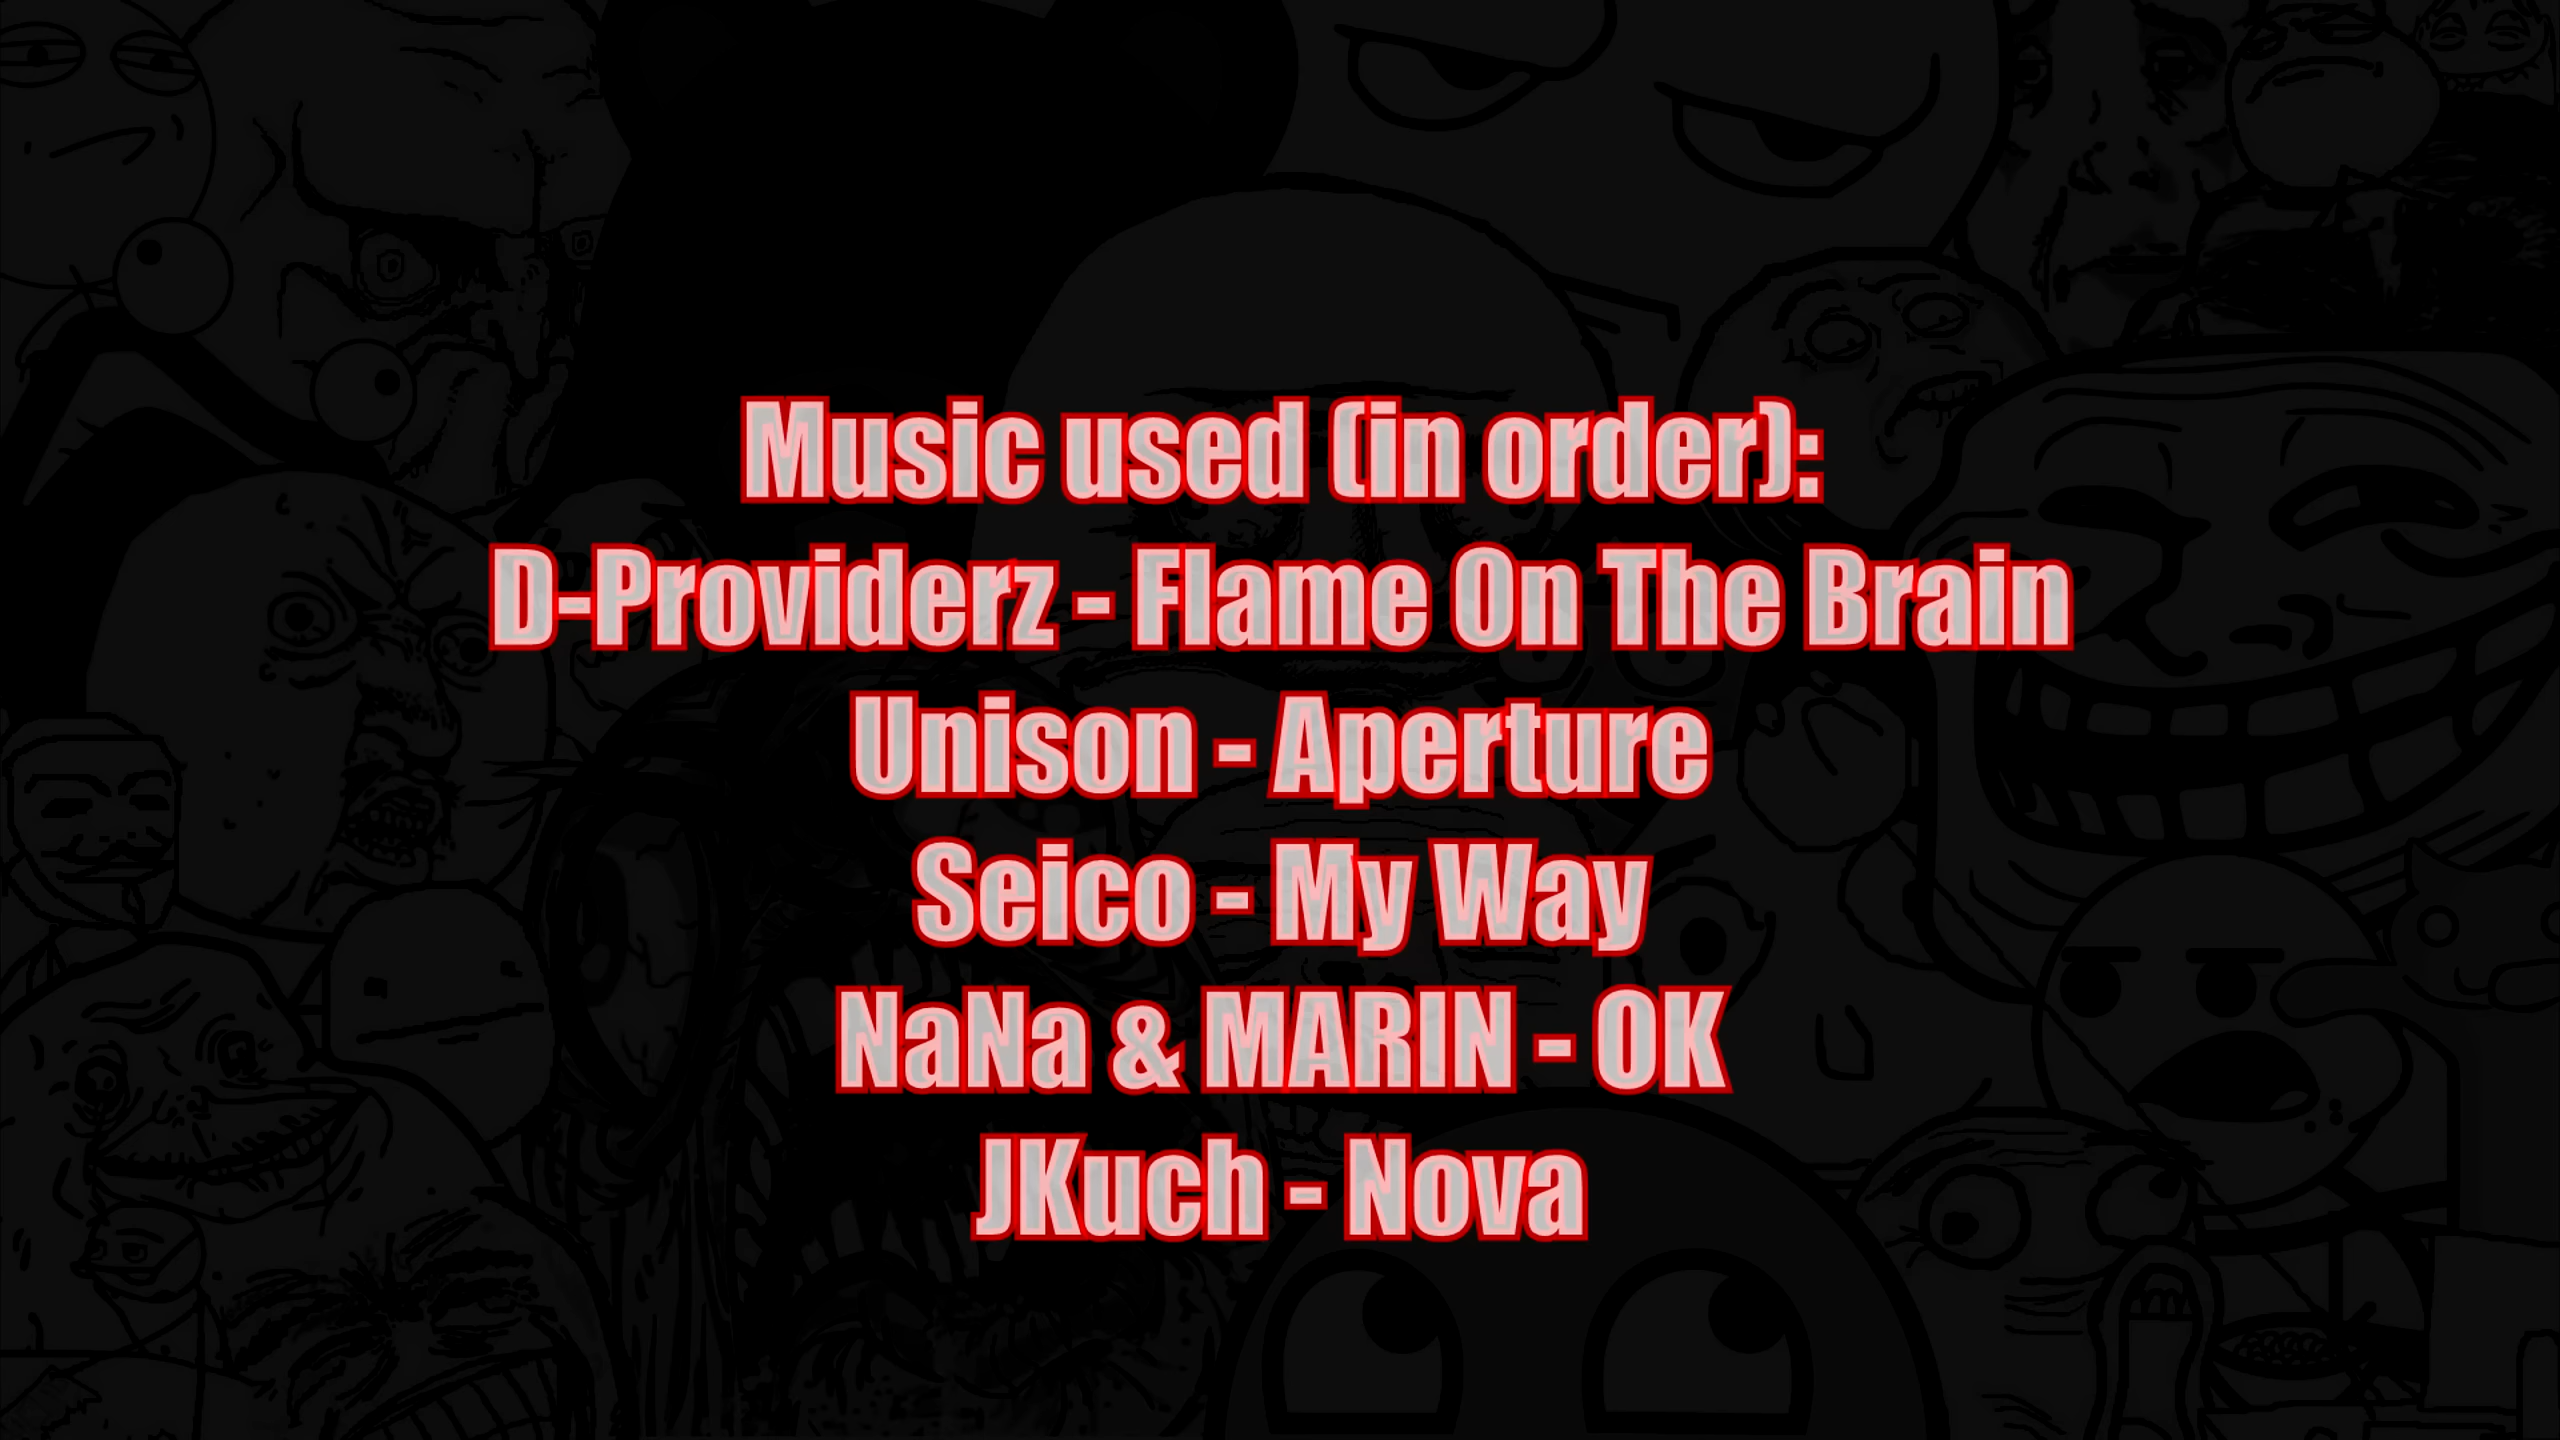 Music used (in order):
D-Providerz - Flame On The Brain
Unison - Aperture
Seico - My Way
NaNa & MARIN - OK
JKuch - Nova